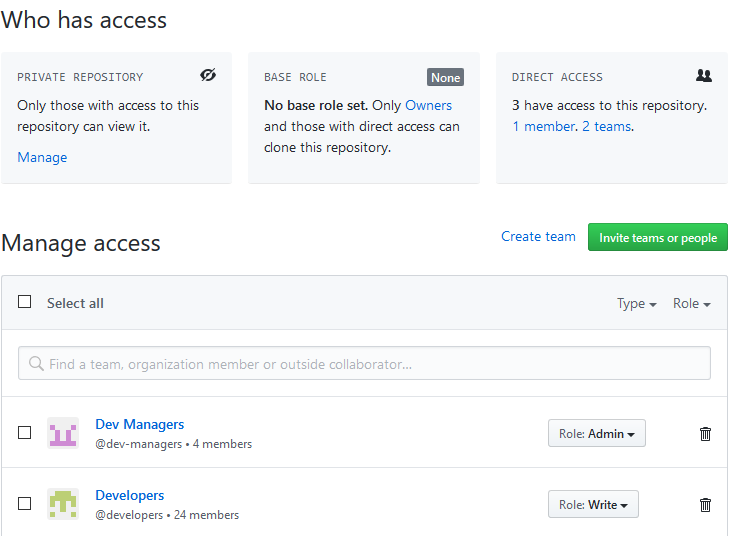 Who has access
PRIVATE REPOSITORY
Only those with access to this
repository can view it.
Manage
BASE ROLE
None
No base role set. Only Owners
and those with direct access can
clone this repository.
DIRECT ACCESS
3 have access to this repository.
1 member. 2 teams.
Manage access
Create team
Invite teams or people
Select all
Type
Role
Find a team, organization member or outside collaborator...
Dev Managers
@dev-managers • 4 members
Role: Admin
Developers
@developers • 24 members
Role: Write